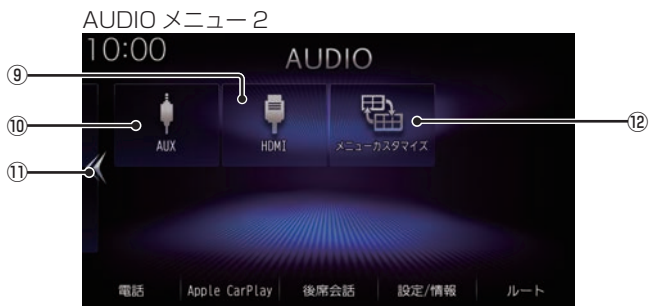 AUDIO メニュー 2
10:00 AUDIO
⑨
⑩
⑪
⑫
AUX HDMI メニューカスタマイズ
電話 Apple CarPlay 後席会話 設定/情報 ルート